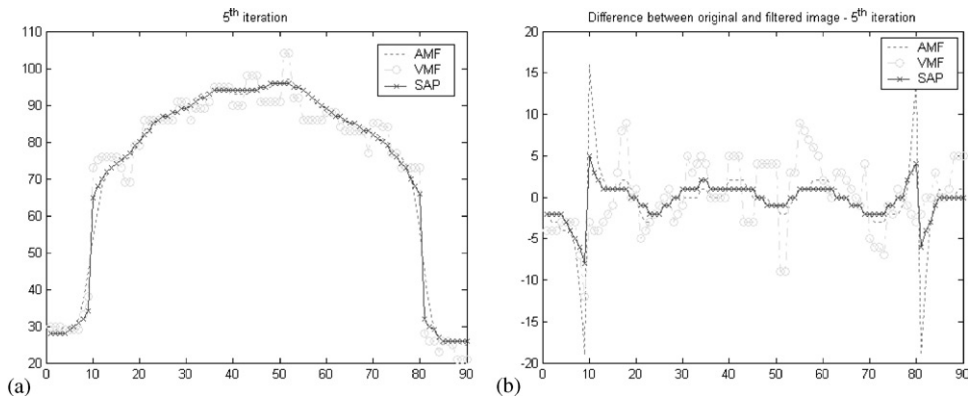 5th iteration
110
100
90
80
70
60
50
40
30
20
0 10 20 30 40 50 60 70 80 90
AMF
VMF
SAP
(a)
Difference between original and filtered image - 5th iteration
20
15
10
5
0
-5
-10
-15
-20
0 10 20 30 40 50 60 70 80 90
AMF
VMF
SAP
(b)